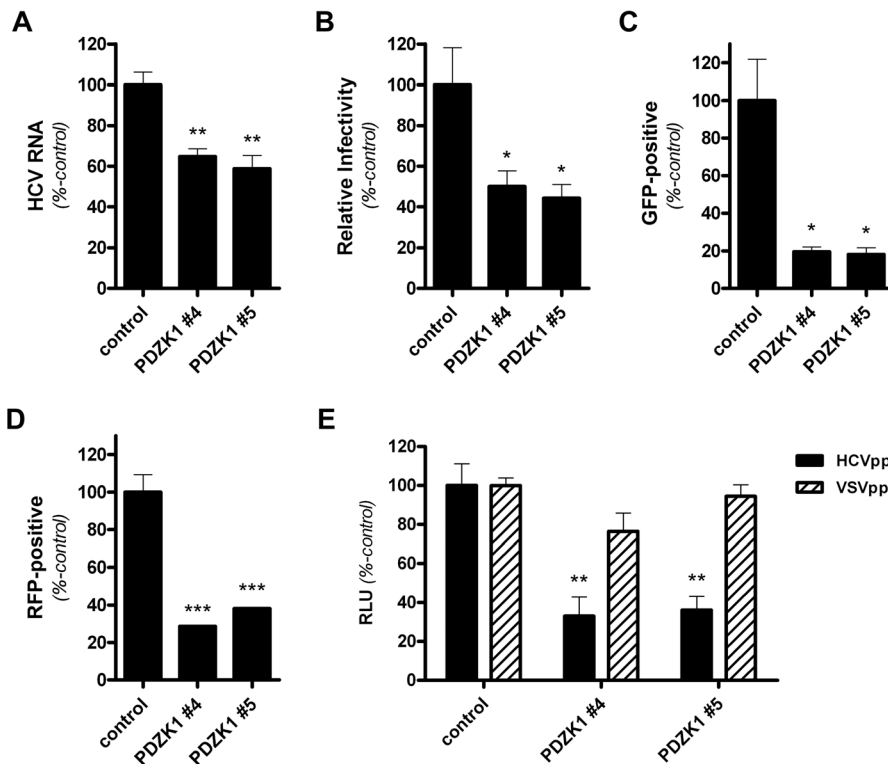 A
HCV RNA
(%-control)
120
100
80
60
40
20
0
**
**
control
PDZK1 #4
PDZK1 #5
B
Relative Infectivity
(%-control)
120
100
80
60
40
20
0
*
*
control
PDZK1 #4
PDZK1 #5
C
GFP-positive
(%-control)
120
100
80
60
40
20
0
*
*
control
PDZK1 #4
PDZK1 #5
D
RFP-positive
(%-control)
120
100
80
60
40
20
0
***
***
control
PDZK1 #4
PDZK1 #5
E
RLU (%-control)
120
100
80
60
40
20
0
**
**
control
PDZK1 #4
PDZK1 #5
HCVpp
VSVpp